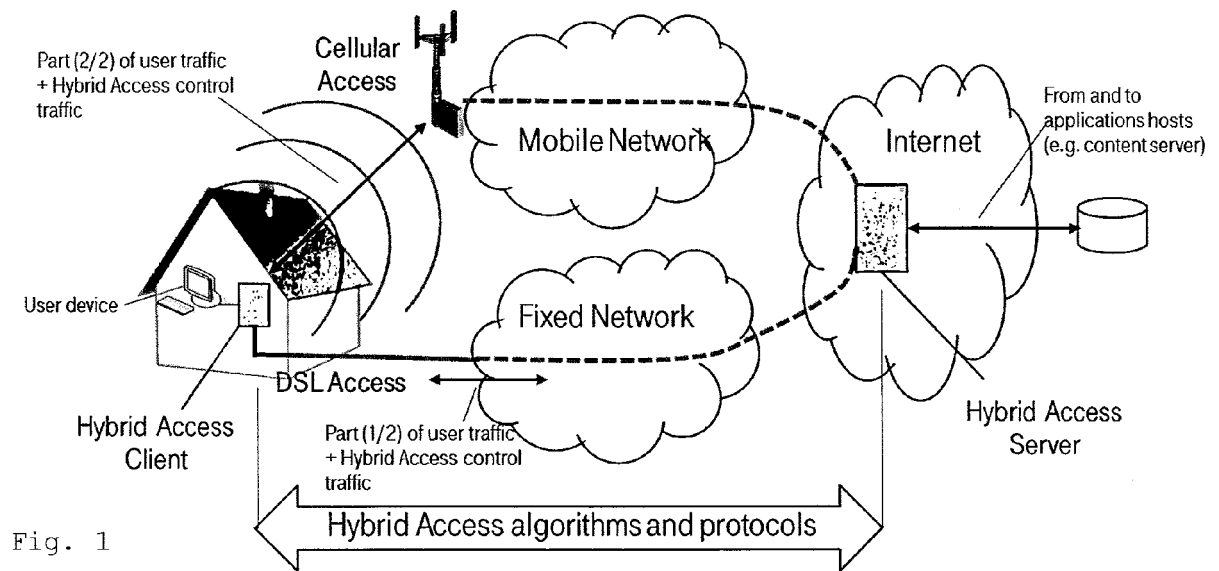 Part (2/2) of user traffic
+ Hybrid Access control
traffic
Cellular
Access
Mobile Network
Internet
From and to
applications hosts
(e.g. content server)
User device
Fixed Network
DSL Access
Hybrid Access
Client
Part (1/2) of user traffic
+ Hybrid Access control
traffic
Hybrid Access
Server
Hybrid Access algorithms and protocols
Fig. 1